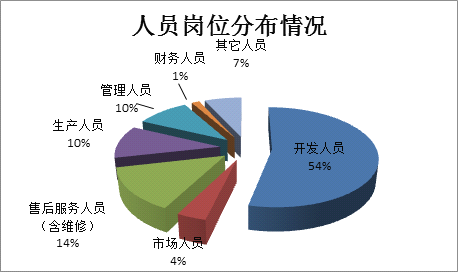 人员岗位分布情况
其它人员
7%
财务人员
1%
管理人员
10%
生产人员
10%
开发人员
54%
售后服务人员
（含维修）
14%
市场人员
4%